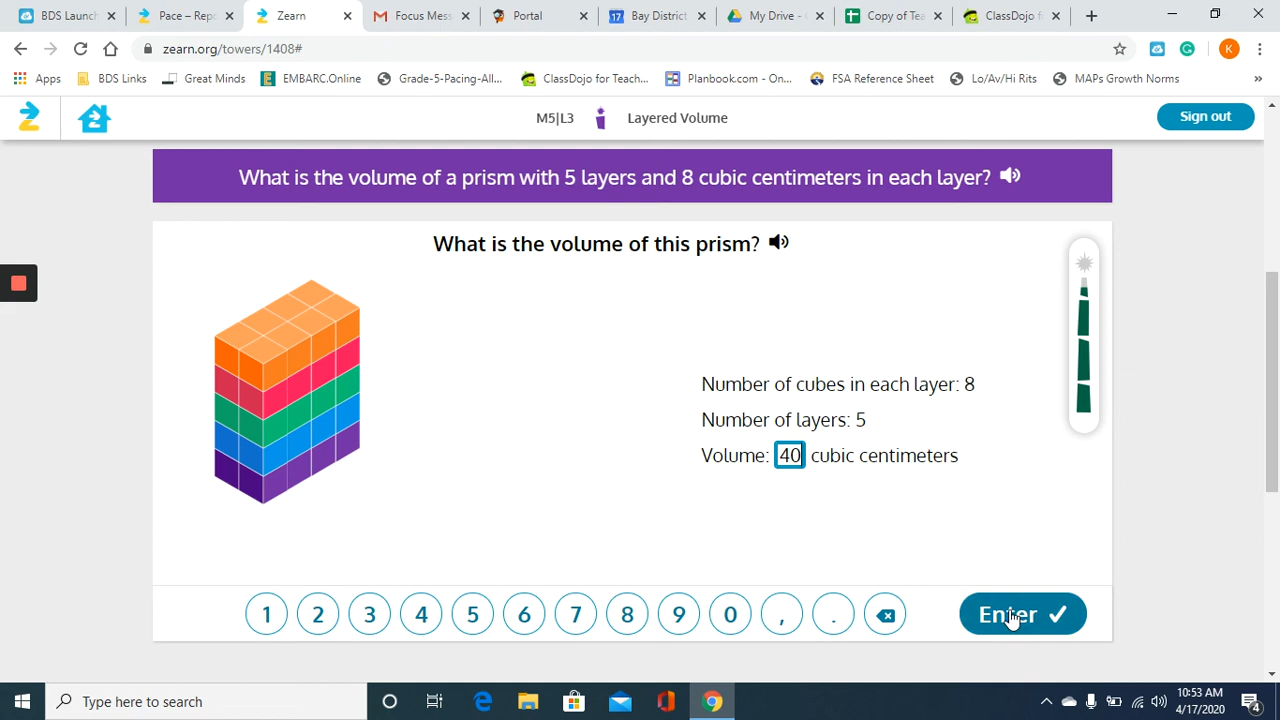 BDS Launch
Pace – Repo
Zearn
Focus Mess
Portal
Bay District
My Drive -
Copy of Tea
ClassDojo f
zearn.org/towers/1408#
K
Apps
BDS Links
Great Minds
EMBARC.Online
Grade-5-Pacing-All...
ClassDojo for Teach...
Planbook.com - On...
FSA Reference Sheet
Lo/Av/Hi Rits
MAPs Growth Norms
»
M5|L3
Layered Volume
Sign out
What is the volume of a prism with 5 layers and 8 cubic centimeters in each layer?
What is the volume of this prism?
Number of cubes in each layer: 8
Number of layers: 5
Volume: 40 cubic centimeters
1 2 3 4 5 6 7 8 9 0 , .
Enter ✓
Type here to search
10:53 AM
4/17/2020
4